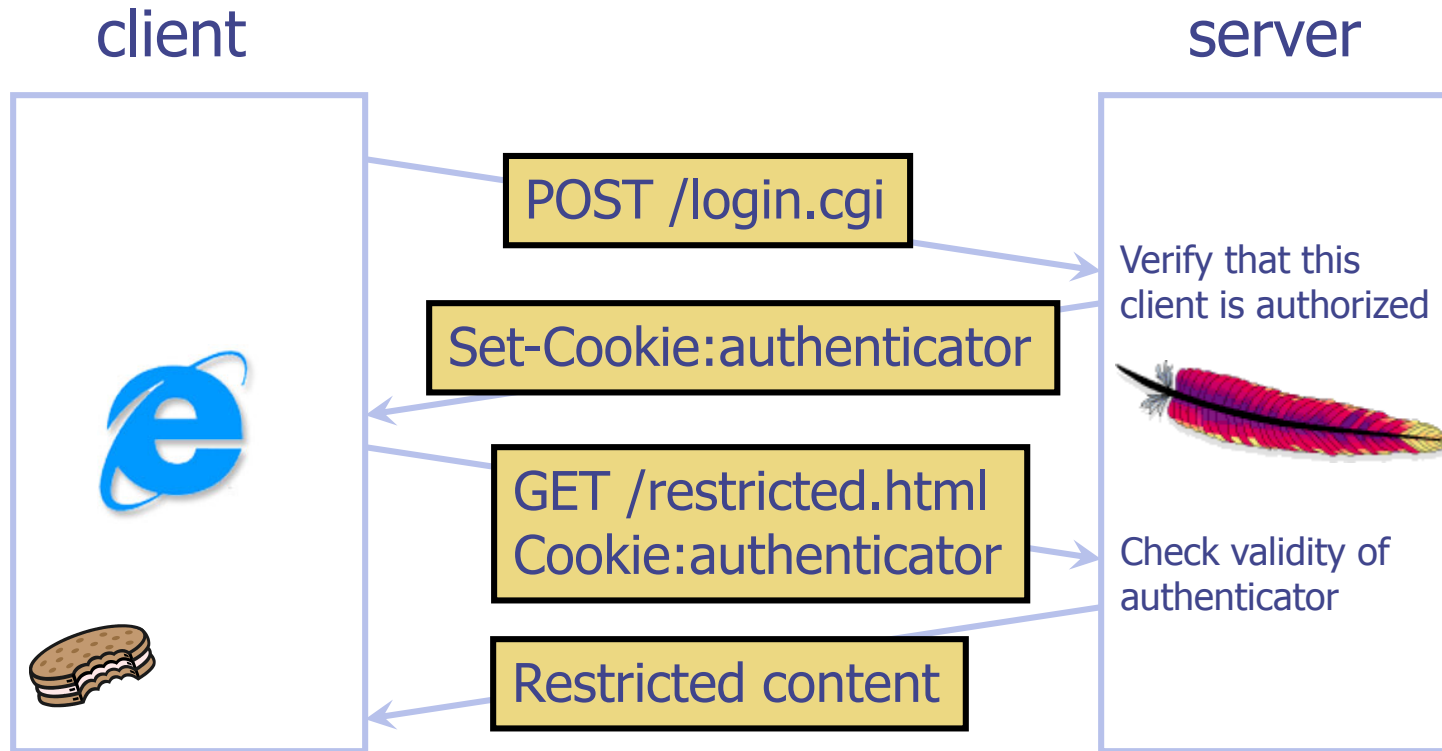 client
server
POST /login.cgi
Verify that this
client is authorized
Set-Cookie:authenticator
GET /restricted.html
Cookie:authenticator
Check validity of
authenticator
Restricted content